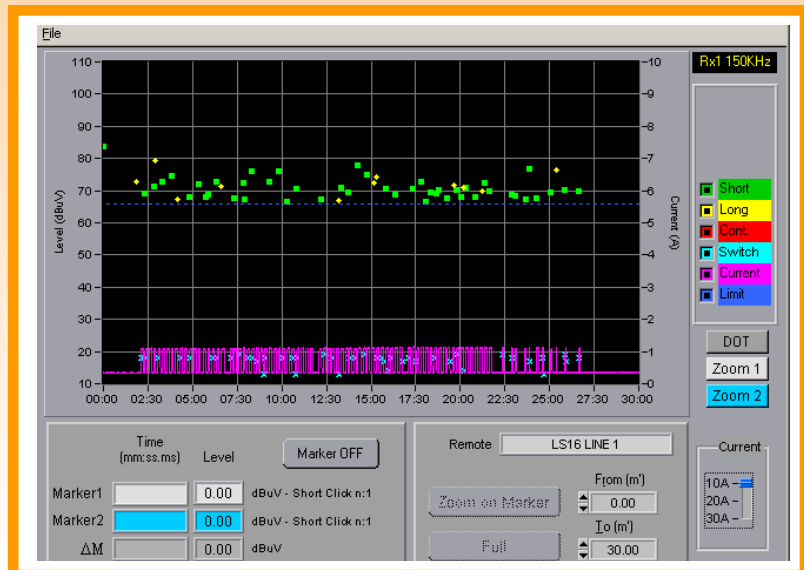 File
Rx1 150KHz
110
100
90
80
70
60
50
40
30
20
10
Level (dBuV)
-10
-9
-8
-7
-6
-5
-4
-3
-2
-1
-0
Current (A)
00:00 02:30 05:00 07:30 10:00 12:30 15:00 17:30 20:00 22:30 27:30 30:00
Short
Long
Cont.
Switch
Current
Limit
DOT
Zoom 1
Zoom 2
Time
(mm:ss.ms)
Level
Marker OFF
Marker1 0.00 dBuV - Short Click n:1
Marker2 0.00 dBuV - Short Click n:1
ΔM 0.00 dBuV
Remote LS16 LINE 1
Zoom on Marker
From (m')
0.00
Full
To (m')
30.00
Current
10A
20A
30A